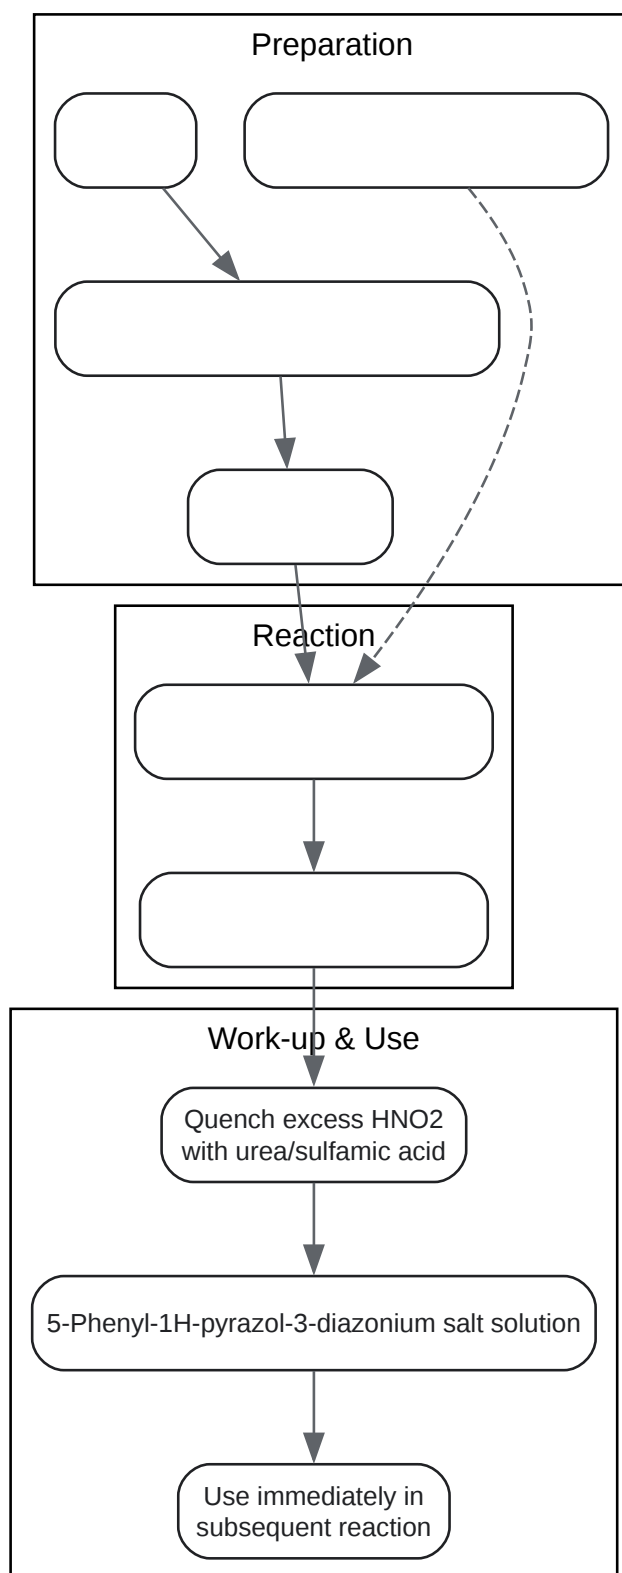 Preparation
Reaction
Work-up & Use
Quench excess HNO2
with urea/sulfamic acid
5-Phenyl-1H-pyrazol-3-diazonium salt solution
Use immediately in
subsequent reaction